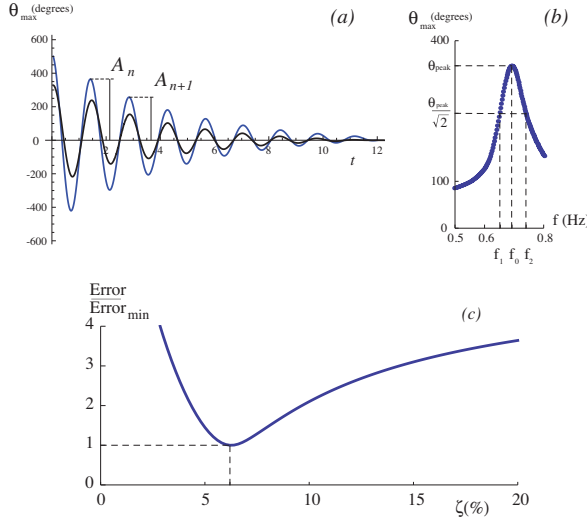 θmax (degrees)
(a)
600
400
200
0
-200
-400
-600
An
An+1
2
4
6
8
10
12
t
θmax (degrees)
(b)
θpeak
θpeak
√2
100
0
0.5
0.6
0.8
f (Hz)
f1 f0 f2
Error
Errormin
(c)
4
3
2
1
0
0
5
10
15
20
ζ(%)